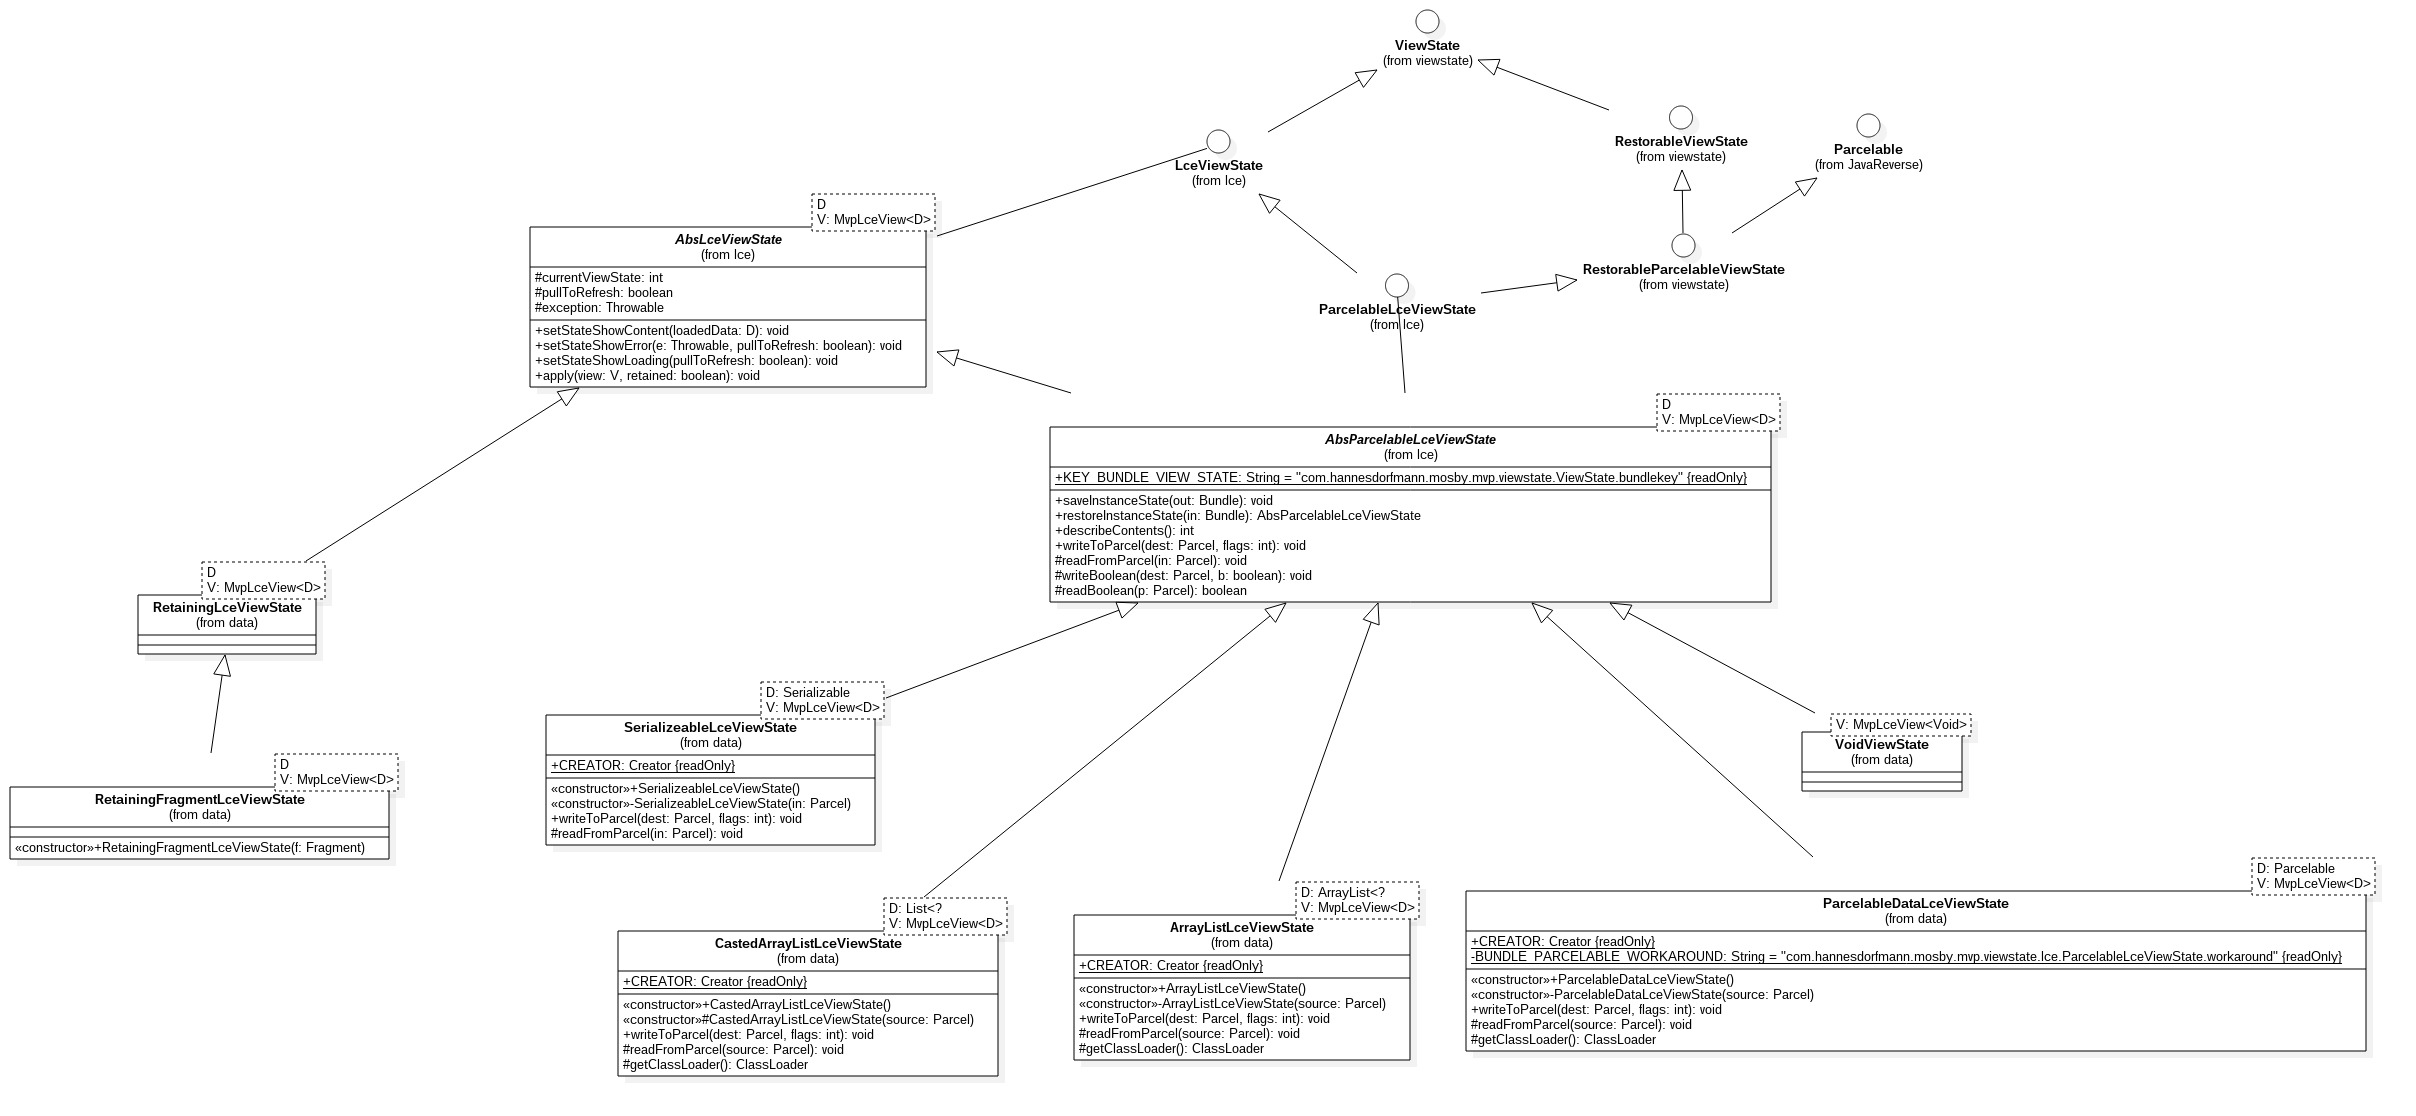 ViewState
(from viewstate)
RestorableViewState
(from viewstate)
Parcelable
(from JavaReverse)
LceViewState
(from lce)
D
V: MvpLceView<D>
AbsLceViewState
(from lce)
#currentViewState: int
#pullToRefresh: boolean
#exception: Throwable
+setStateShowContent(loadedData: D): void
+setStateShowError(e: Throwable, pullToRefresh: boolean): void
+setStateShowLoading(pullToRefresh: boolean): void
+apply(view: V, retained: boolean): void
RestorableParcelableViewState
(from viewstate)
ParcelableLceViewState
(from lce)
D
V: MvpLceView<D>
AbsParcelableLceViewState
(from lce)
+KEY_BUNDLE_VIEW_STATE: String = "com.hannesdorfmann.mosby.mvp.viewstate.ViewState.bundlekey" {readOnly}
+saveInstanceState(out: Bundle): void
+restoreInstanceState(in: Bundle): AbsParcelableLceViewState
+describeContents(): int
+writeToParcel(dest: Parcel, flags: int): void
#readFromParcel(in: Parcel): void
#writeBoolean(dest: Parcel, b: boolean): void
#readBoolean(p: Parcel): boolean
D
V: MvpLceView<D>
RetainingLceViewState
(from data)
D
V: MvpLceView<D>
RetainingFragmentLceViewState
(from data)
«constructor»+RetainingFragmentLceViewState(f: Fragment)
D: Serializable
V: MvpLceView<D>
SerializeableLceViewState
(from data)
+CREATOR: Creator {readOnly}
«constructor»+SerializeableLceViewState()
«constructor»-SerializeableLceViewState(in: Parcel)
+writeToParcel(dest: Parcel, flags: int): void
#readFromParcel(in: Parcel): void
V: MvpLceView<Void>
VoidViewState
(from data)
D: List<?
V: MvpLceView<D>
CastedArrayListLceViewState
(from data)
+CREATOR: Creator {readOnly}
«constructor»+CastedArrayListLceViewState()
«constructor»#CastedArrayListLceViewState(source: Parcel)
+writeToParcel(dest: Parcel, flags: int): void
#readFromParcel(source: Parcel): void
#getClassLoader(): ClassLoader
D: ArrayList<?
V: MvpLceView<D>
ArrayListLceViewState
(from data)
+CREATOR: Creator {readOnly}
«constructor»+ArrayListLceViewState()
«constructor»-ArrayListLceViewState(source: Parcel)
+writeToParcel(dest: Parcel, flags: int): void
#readFromParcel(source: Parcel): void
#getClassLoader(): ClassLoader
D: Parcelable
V: MvpLceView<D>
ParcelableDataLceViewState
(from data)
+CREATOR: Creator {readOnly}
-BUNDLE_PARCELABLE_WORKAROUND: String = "com.hannesdorfmann.mosby.mvp.viewstate.lce.ParcelableLceViewState.workaround" {readOnly}
«constructor»+ParcelableDataLceViewState()
«constructor»-ParcelableDataLceViewState(source: Parcel)
+writeToParcel(dest: Parcel, flags: int): void
#readFromParcel(source: Parcel): void
#getClassLoader(): ClassLoader